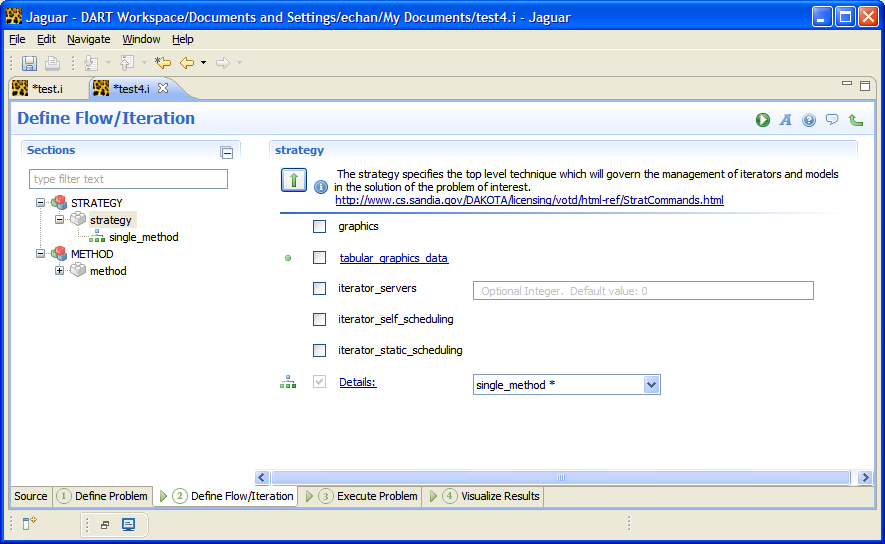 Jaguar - DART Workspace/Documents and Settings/echan/My Documents/test4.i - Jaguar
File Edit Navigate Window Help
*test.i *test4.i
Define Flow/Iteration
Sections
type filter text
STRATEGY
strategy
single_method
METHOD
method
strategy
The strategy specifies the top level technique which will govern the management of iterators and models
in the solution of the problem of interest.
http://www.cs.sandia.gov/DAKOTA/licensing/votd/html-ref/StratCommands.html
graphics
tabular_graphics_data
iterator_servers Optional Integer. Default value: 0
iterator_self_scheduling
iterator_static_scheduling
Details: single_method *
Source 1 Define Problem 2 Define Flow/Iteration 3 Execute Problem 4 Visualize Results